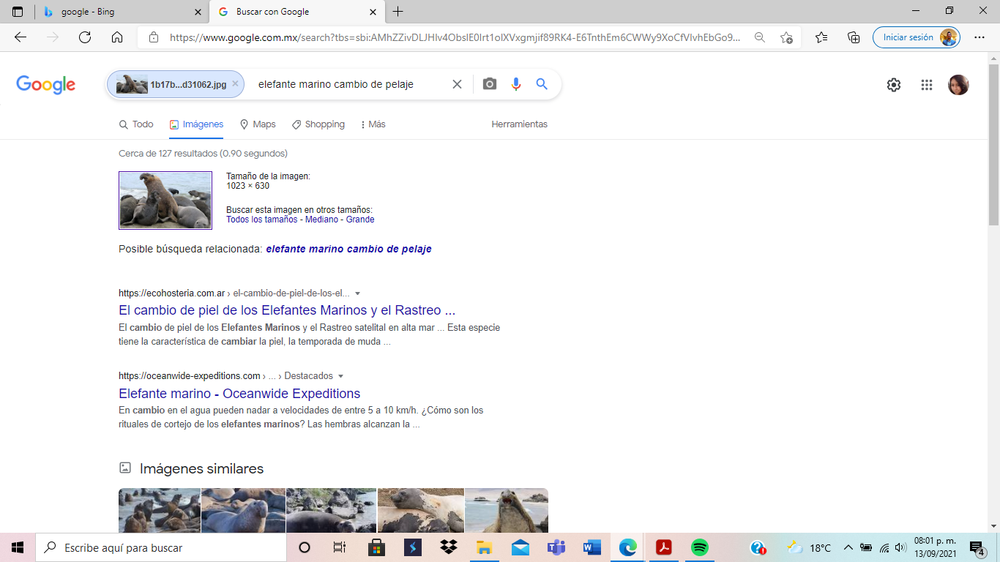 google - Bing
Buscar con Google
https://www.google.com.mx/search?tbs=sbi:AMhZZivDLJHIv4ObslE0Irt1olXVxgmjif89RK4-E6TnthEm6CWWy9XoCfVlvhEbGo9...
Iniciar sesión
Google
1b17b...d31062.jpg
elefante marino cambio de pelaje
Todo
Imágenes
Maps
Shopping
Más
Herramientas
Cerca de 127 resultados (0.90 segundos)
Tamaño de la imagen:
1023 × 630
Buscar esta imagen en otros tamaños:
Todos los tamaños - Mediano - Grande
Posible búsqueda relacionada: elefante marino cambio de pelaje
https://ecohosteria.com.ar › el-cambio-de-piel-de-los-el...
El cambio de piel de los Elefantes Marinos y el Rastreo ...
El cambio de piel de los Elefantes Marinos y el Rastreo satelital en alta mar ... Esta especie
tiene la característica de cambiar la piel, la temporada de muda ...
https://oceanwide-expeditions.com › ... › Destacados
Elefante marino - Oceanwide Expeditions
En cambio en el agua pueden nadar a velocidades de entre 5 a 10 km/h. ¿Cómo son los
rituales de cortejo de los elefantes marinos? Las hembras alcanzan la ...
Imágenes similares
Escribe aquí para buscar
18°C
08:01 p. m.
13/09/2021
4